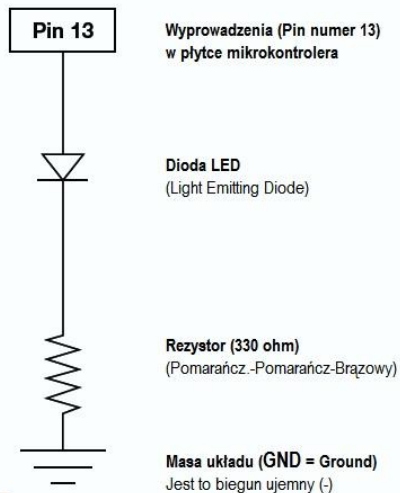 Pin 13
Wyprowadzenia (Pin numer 13)
w płytce mikrokontrolera
Dioda LED
(Light Emitting Diode)
Rezystor (330 ohm)
(Pomarańcz.-Pomarańcz-Brązowy)
Masa układu (GND = Ground)
Jest to biegun ujemny (-)